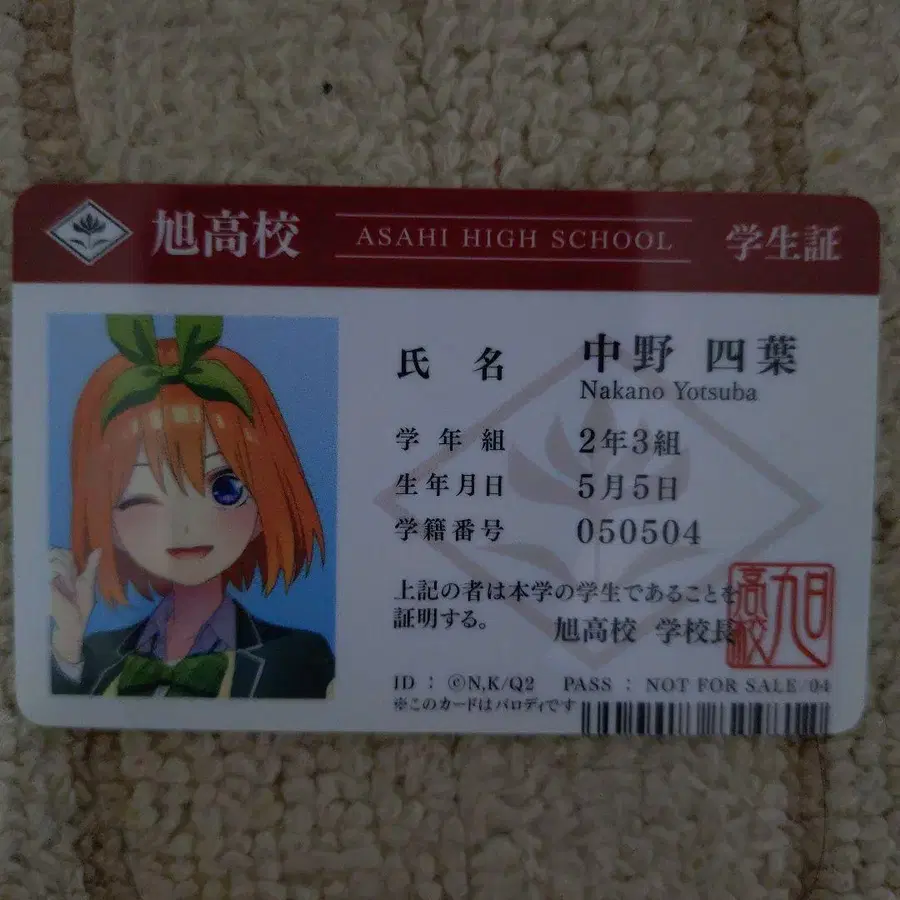 旭高校 ASAHI HIGH SCHOOL 学生証
氏 名 中野 四葉
Nakano Yotsuba
学 年 組 2年3組
生年月日 5月5日
学籍番号 050504
上記の者は本学の学生であることを
証明する。
旭高校 学校長
旭高校
ID : ©N,K/Q2 PASS : NOT FOR SALE/04
※このカードはパロディです